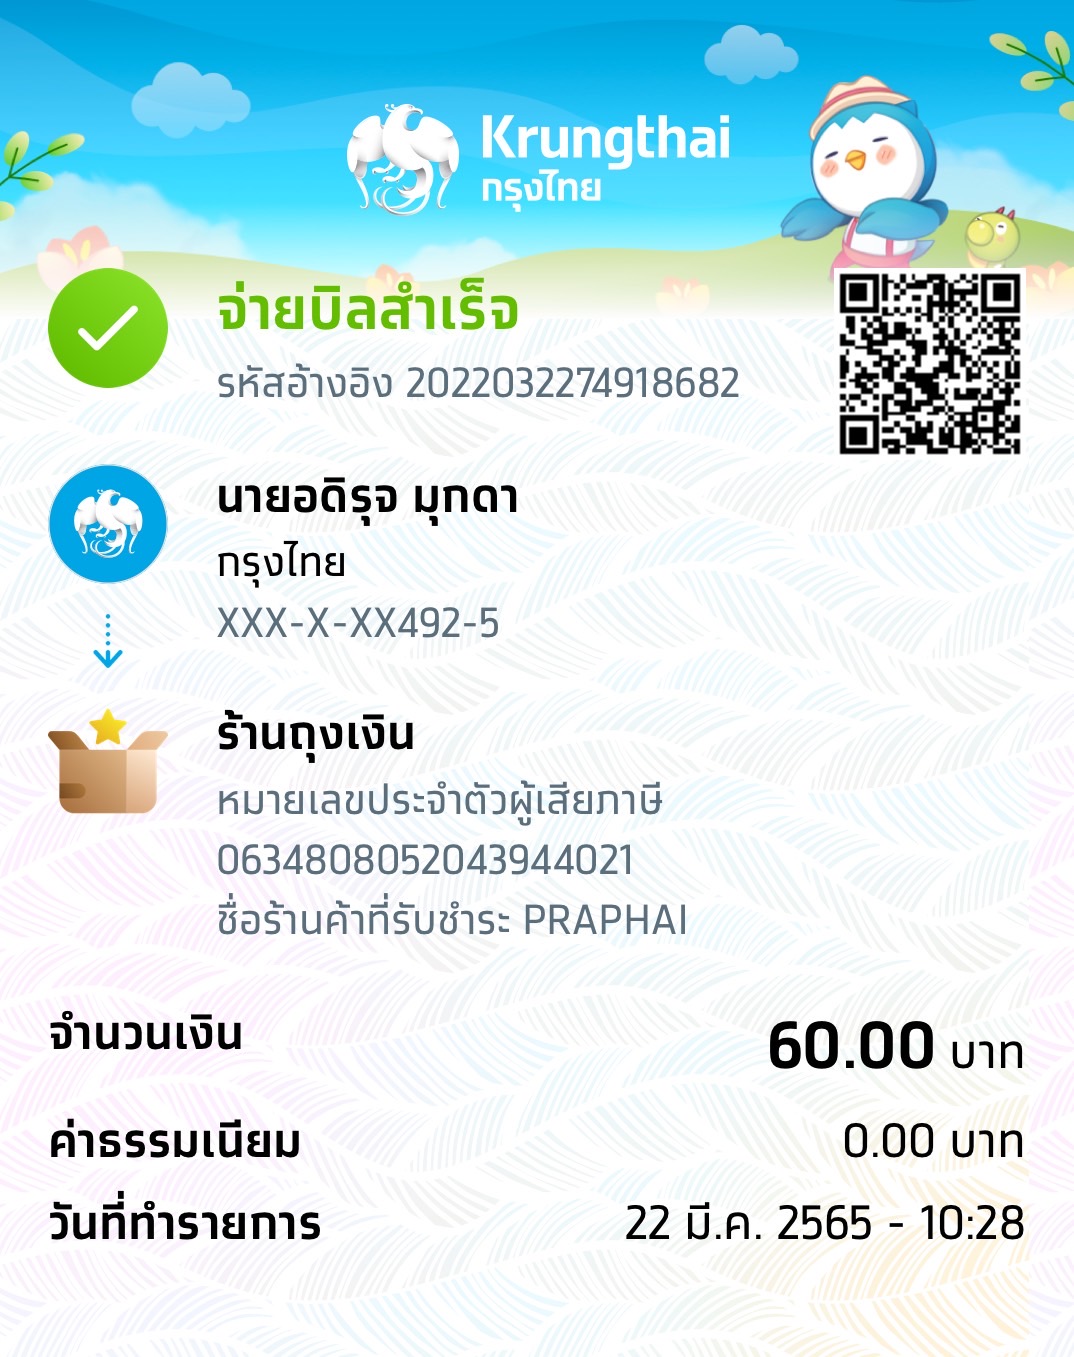 Krungthai
กรุงไทย
จ่ายบิลสำเร็จ
รหัสอ้างอิง 2022032274918682
นายอดิรุจ มุกดา
กรุงไทย
XXX-X-XX492-5
ร้านถุงเงิน
หมายเลขประจำตัวผู้เสียภาษี
0634808052043944021
ชื่อร้านค้าที่รับชำระ PRAPHAI
จำนวนเงิน 60.00 บาท
ค่าธรรมเนียม 0.00 บาท
วันที่ทำรายการ 22 มี.ค. 2565 - 10:28